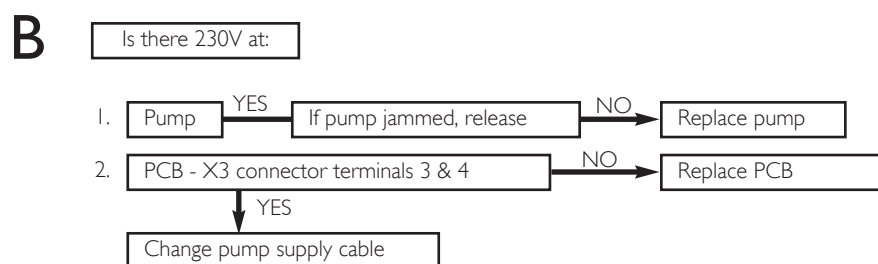 B
Is there 230V at:
1. Pump YES If pump jammed, release NO Replace pump
2. PCB - X3 connector terminals 3 & 4 NO Replace PCB
YES
Change pump supply cable